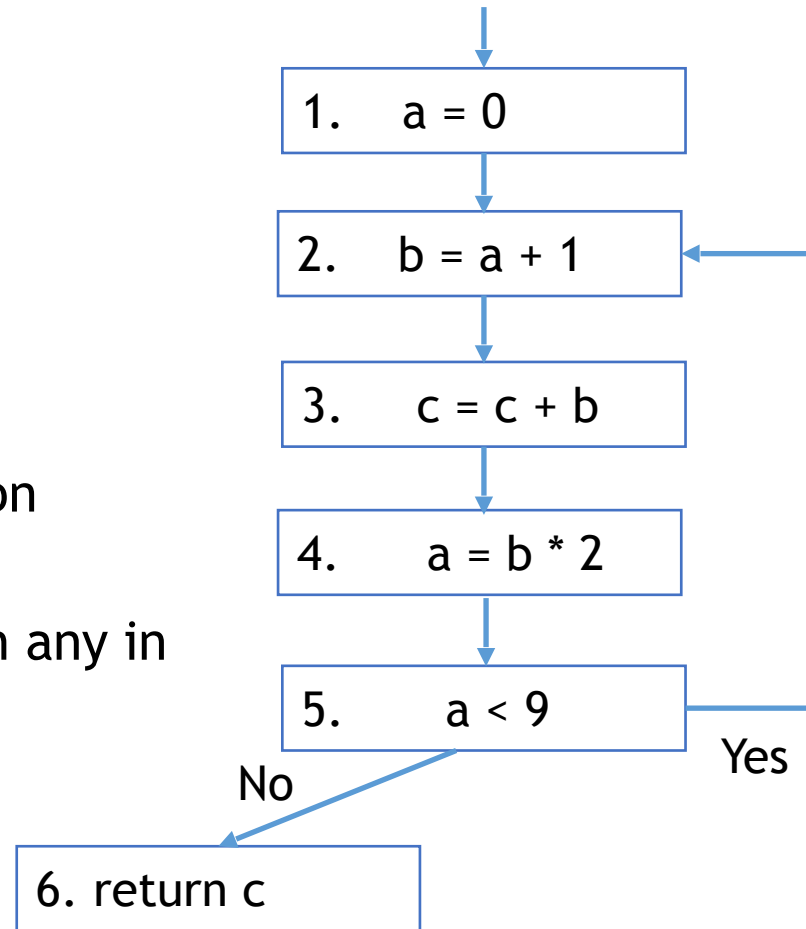 1. a = 0
2. b = a + 1
3. c = c + b
on
4. a = b * 2
any in
5. a < 9
Yes
No
6. return c